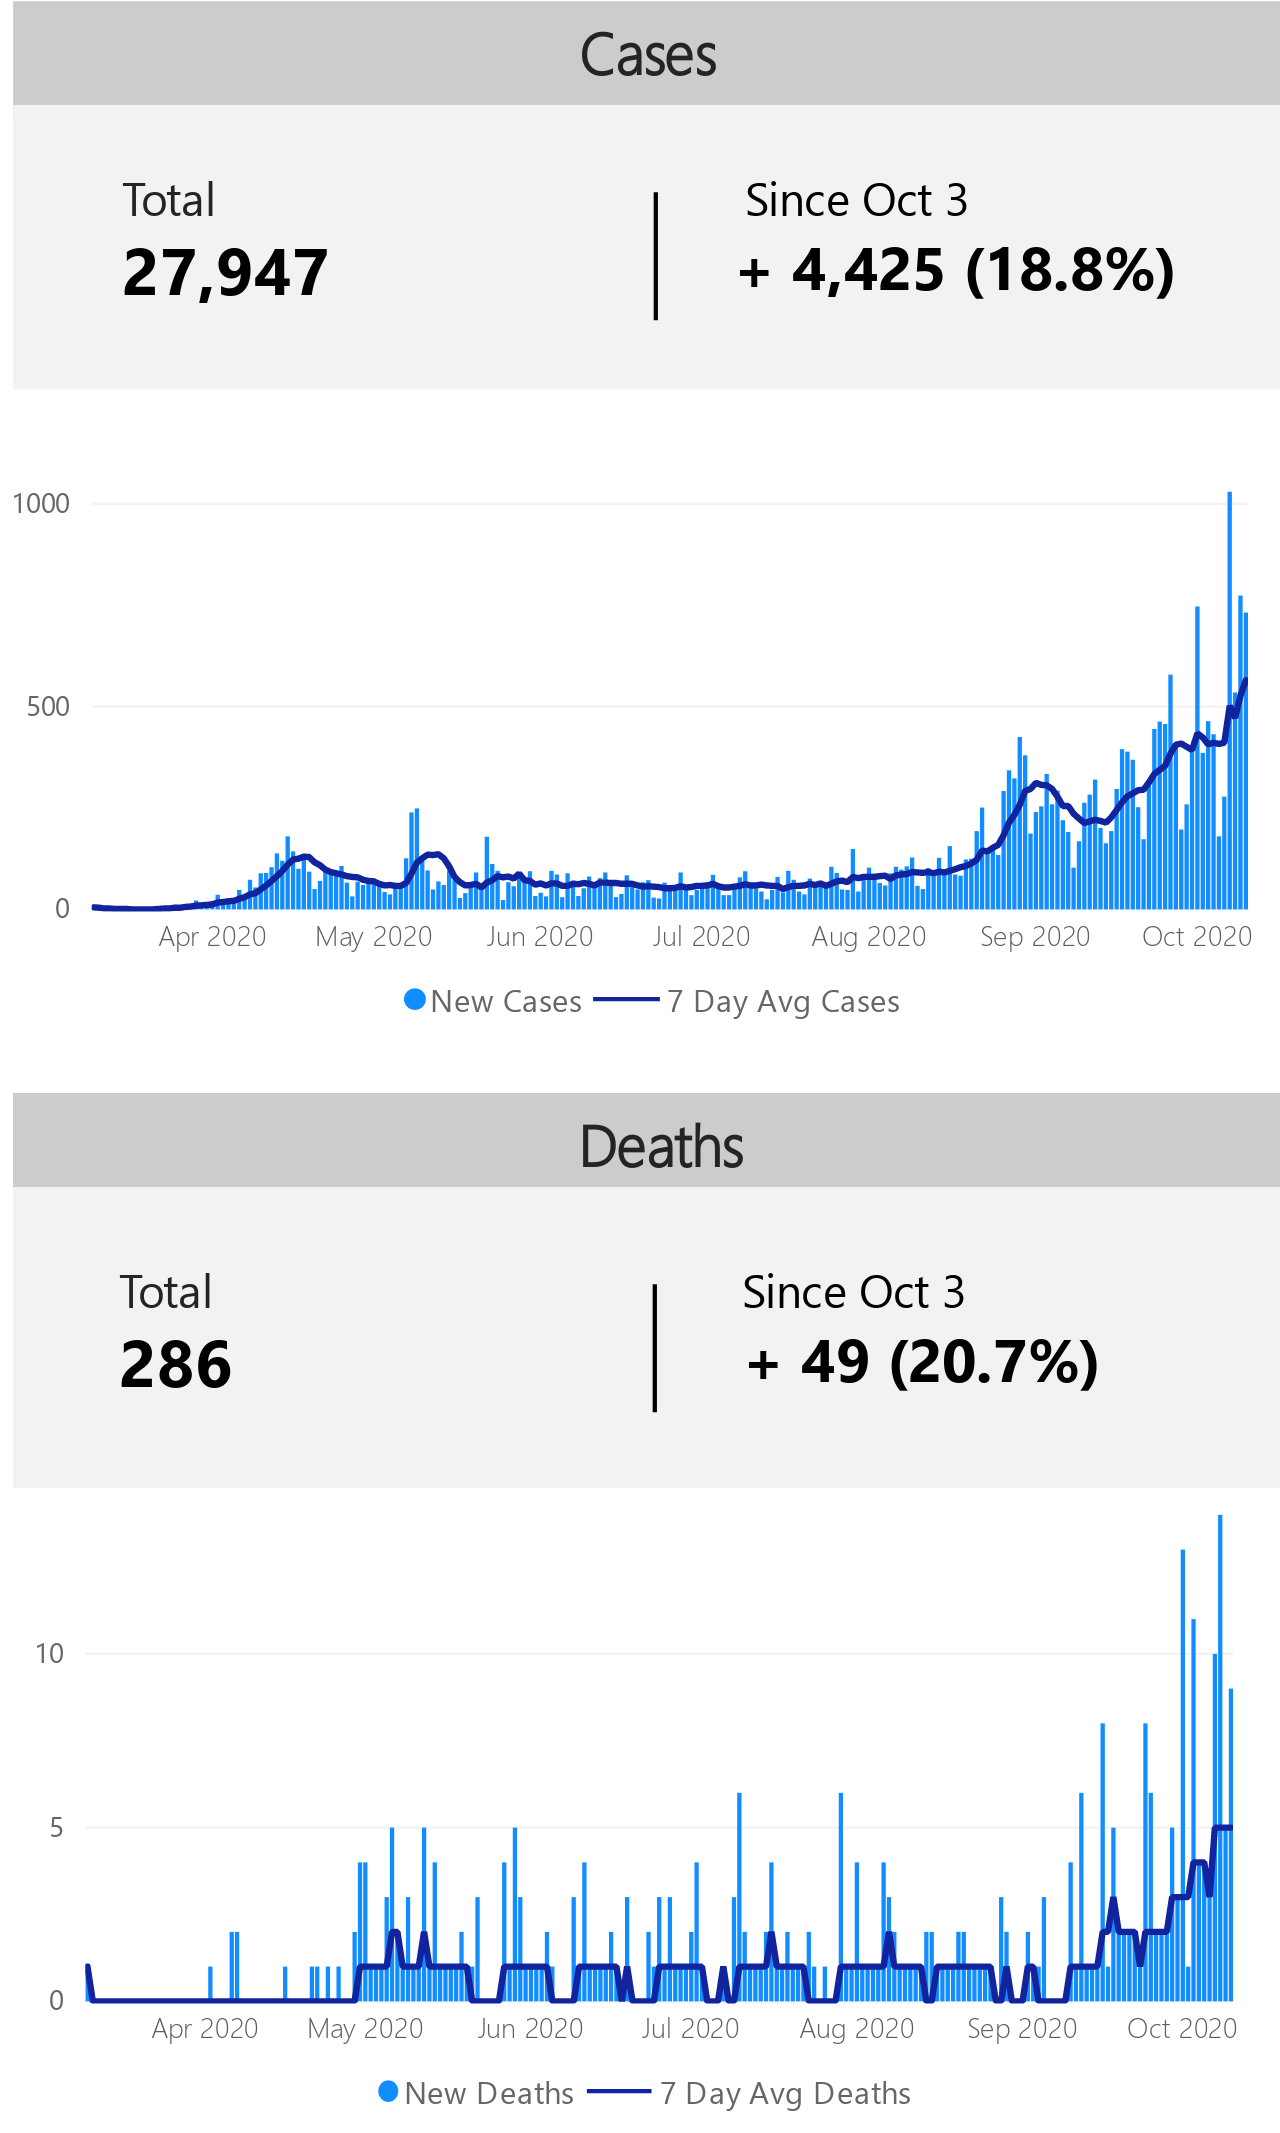 Cases
Total
Since Oct 3
27,947
+ 4,425 (18.8%)
1000
500
0
Apr 2020 May 2020 Jun 2020 Jul 2020 Aug 2020 Sep 2020 Oct 2020
New Cases 7 Day Avg Cases
Deaths
Total
Since Oct 3
286
+ 49 (20.7%)
10
5
0
Apr 2020 May 2020 Jun 2020 Jul 2020 Aug 2020 Sep 2020 Oct 2020
New Deaths 7 Day Avg Deaths